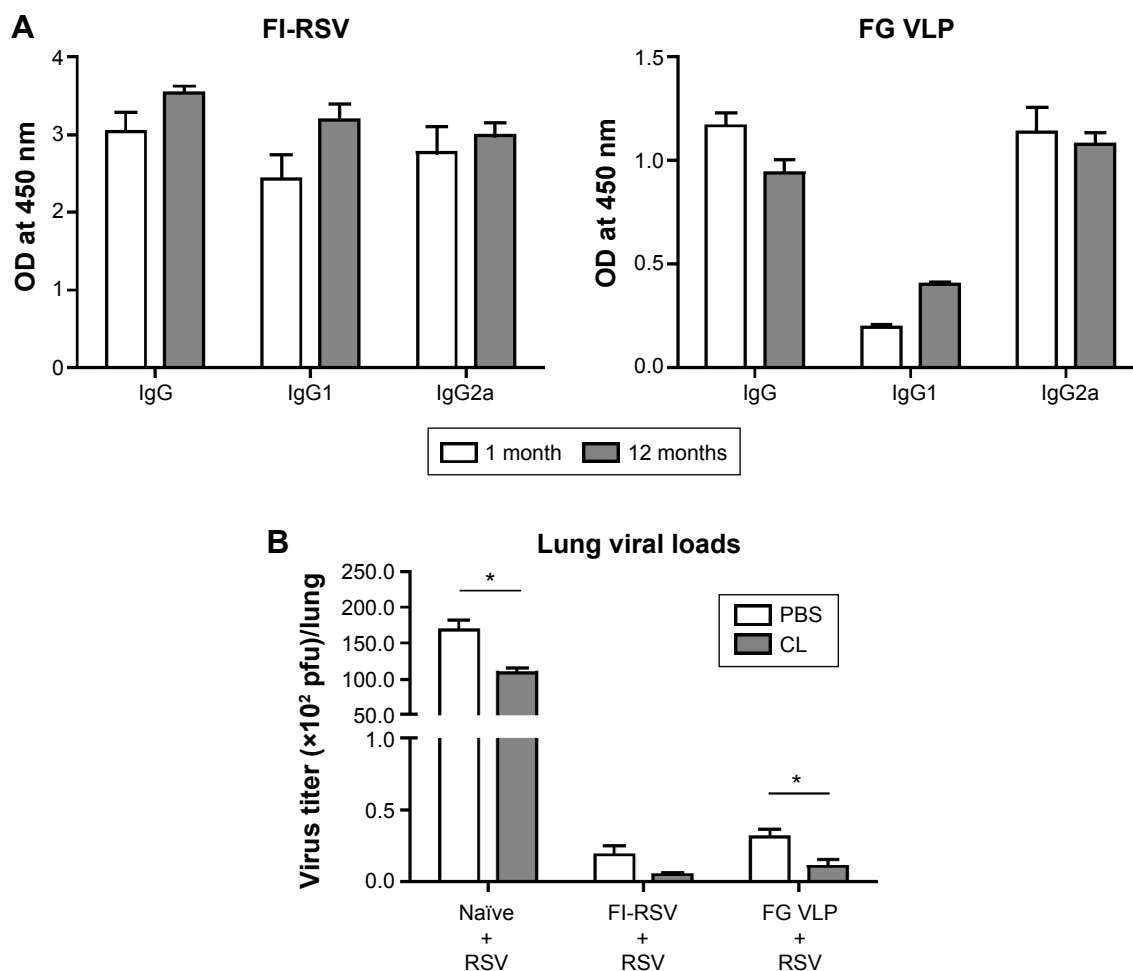 A
FI-RSV
FG VLP
OD at 450 nm
4
3
2
1
0
IgG
IgG1
IgG2a
OD at 450 nm
1.5
1.0
0.5
0.0
IgG
IgG1
IgG2a
1 month
12 months
B
Lung viral loads
Virus titer (×10² pfu)/lung
250.0
200.0
150.0
100.0
50.0
1.0
0.5
0.0
*
*
PBS
CL
Naïve
+
RSV
FI-RSV
+
RSV
FG VLP
+
RSV